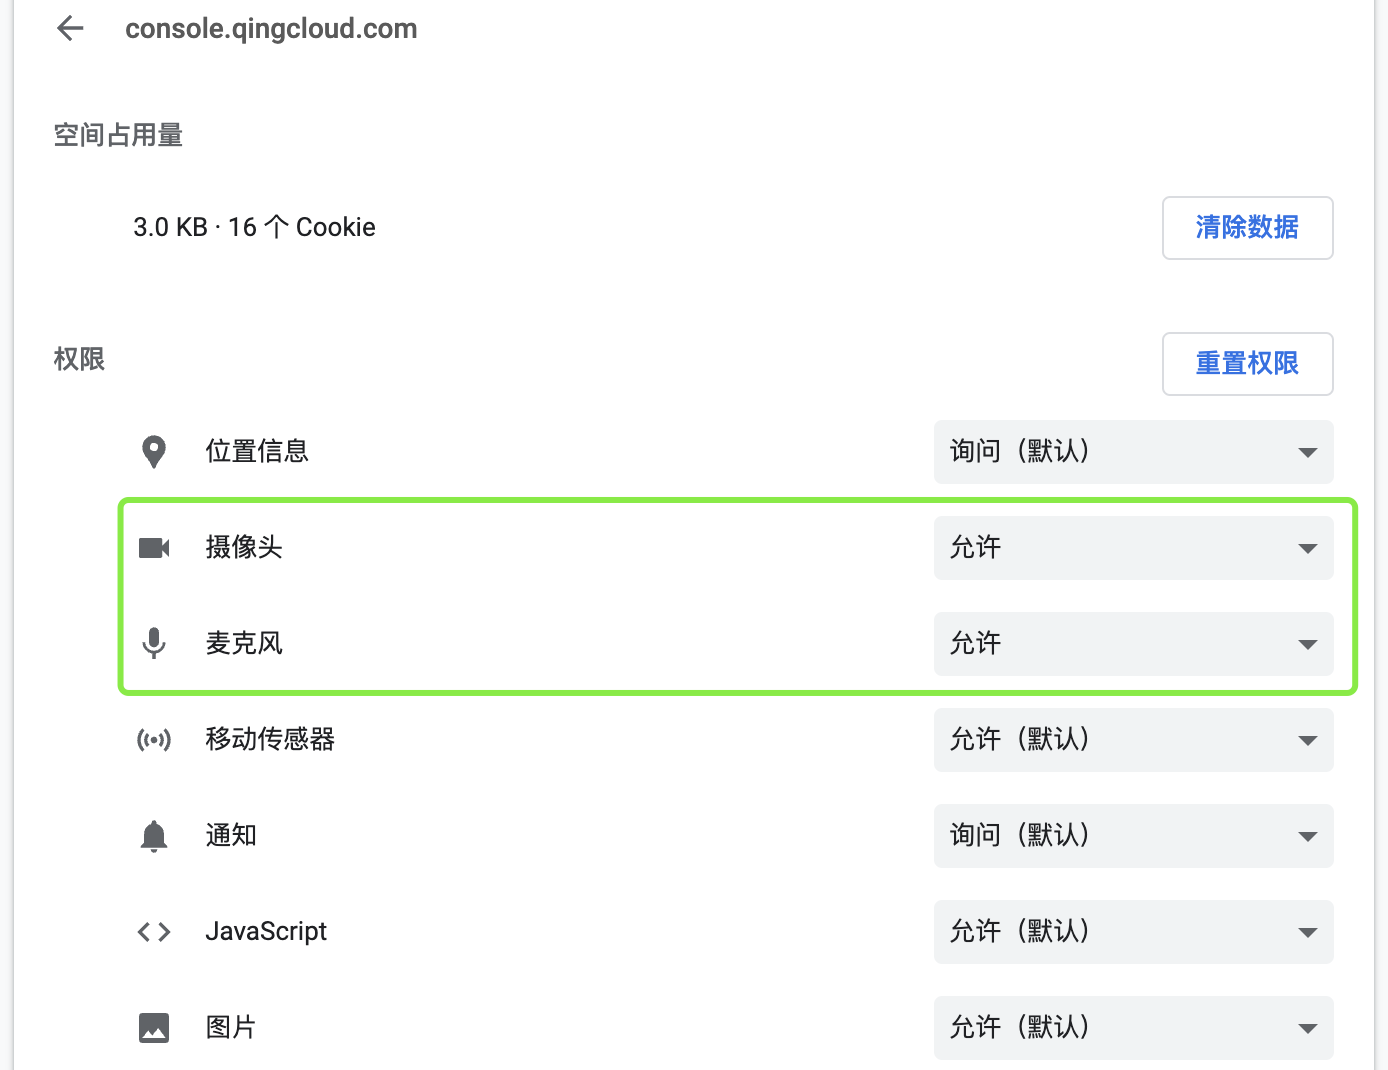 console.qingcloud.com
空间占用量
3.0 KB · 16 个 Cookie
清除数据
权限
重置权限
位置信息
询问（默认）
摄像头
允许
麦克风
允许
移动传感器
允许（默认）
通知
询问（默认）
JavaScript
允许（默认）
图片
允许（默认）